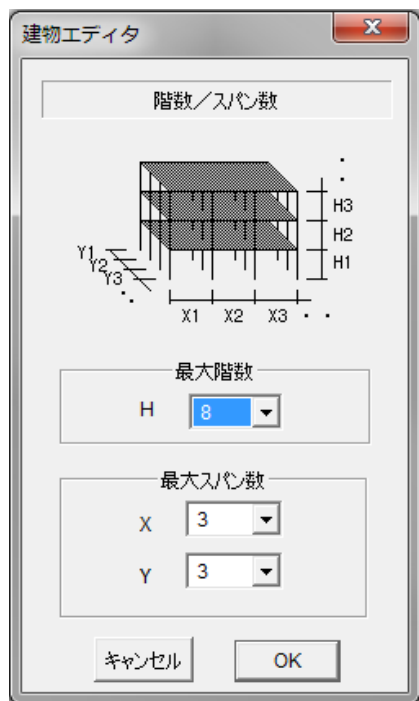 建物エディタ
階数／スパン数
H3
H2
H1
Y1
Y2
Y3
X1 X2 X3
最大階数
H 8
最大スパン数
X 3
Y 3
キャンセル OK